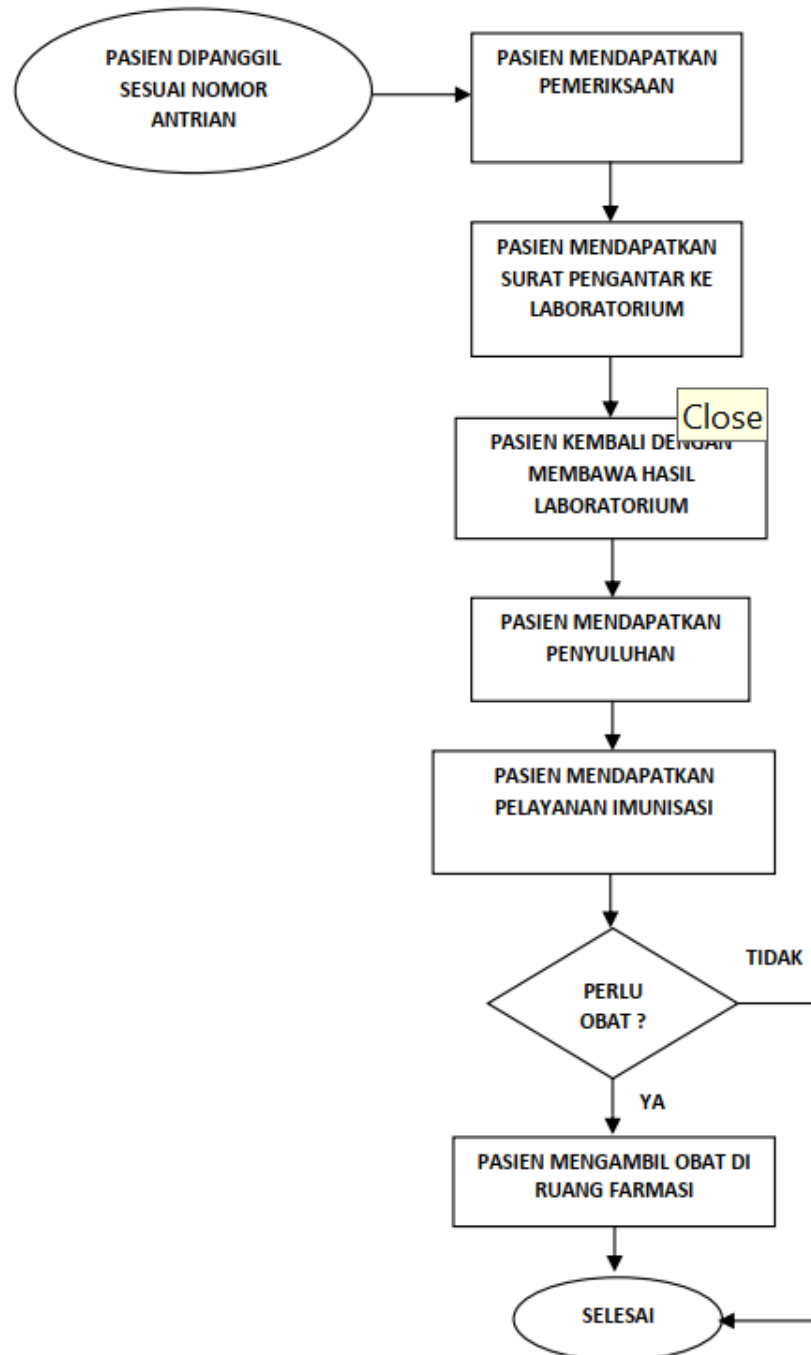 PASIEN DIPANGGIL
SESUAI NOMOR
ANTRIAN
PASIEN MENDAPATKAN
PEMERIKSAAN
PASIEN MENDAPATKAN
SURAT PENGANTAR KE
LABORATORIUM
Close
PASIEN KEMBALI DENGAN
MEMBAWA HASIL
LABORATORIUM
PASIEN MENDAPATKAN
PENYULUHAN
PASIEN MENDAPATKAN
PELAYANAN IMUNISASI
TIDAK
PERLU
OBAT ?
YA
PASIEN MENGAMBIL OBAT DI
RUANG FARMASI
SELESAI